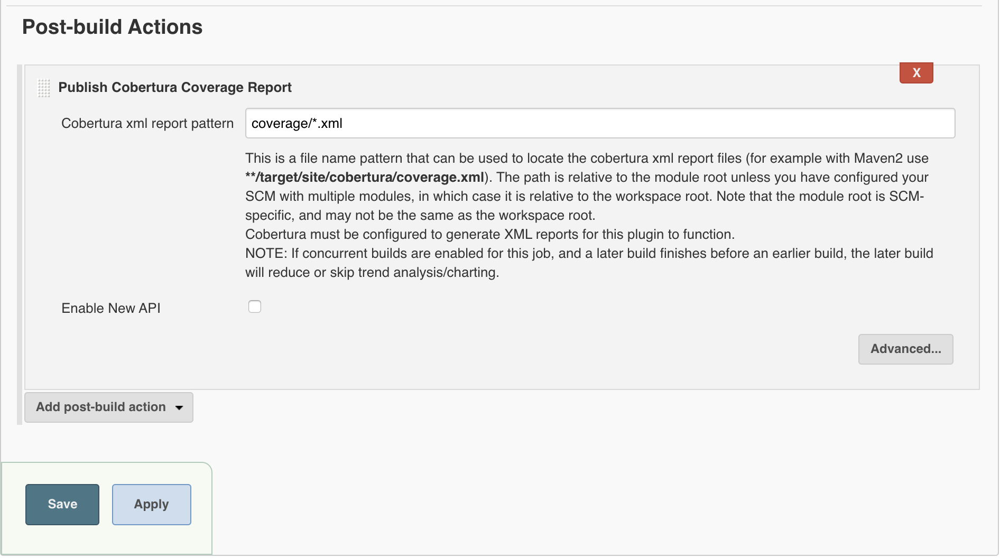 Post-build Actions
X
Publish Cobertura Coverage Report
Cobertura xml report pattern
coverage/*.xml
This is a file name pattern that can be used to locate the cobertura xml report files (for example with Maven2 use
**/target/site/cobertura/coverage.xml). The path is relative to the module root unless you have configured your
SCM with multiple modules, in which case it is relative to the workspace root. Note that the module root is SCM-
specific, and may not be the same as the workspace root.
Cobertura must be configured to generate XML reports for this plugin to function.
NOTE: If concurrent builds are enabled for this job, and a later build finishes before an earlier build, the later build
will reduce or skip trend analysis/charting.
Enable New API
Advanced...
Add post-build action
Save
Apply